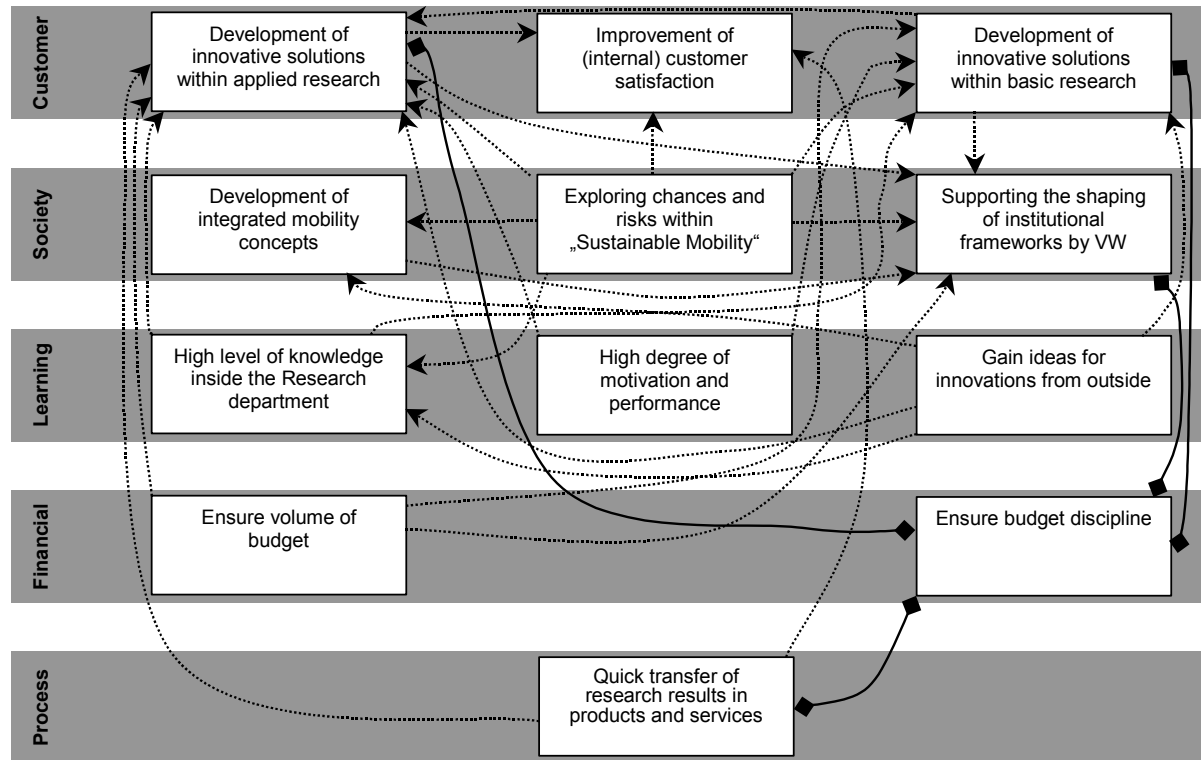 Customer
Development of
innovative solutions
within applied research
Improvement of
(internal) customer
satisfaction
Development of
innovative solutions
within basic research
Society
Development of
integrated mobility
concepts
Exploring chances and
risks within
„Sustainable Mobility“
Supporting the shaping
of institutional
frameworks by VW
Learning
High level of knowledge
inside the Research
department
High degree of
motivation and
performance
Gain ideas for
innovations from outside
Financial
Ensure volume of
budget
Ensure budget discipline
Process
Quick transfer of
research results in
products and services